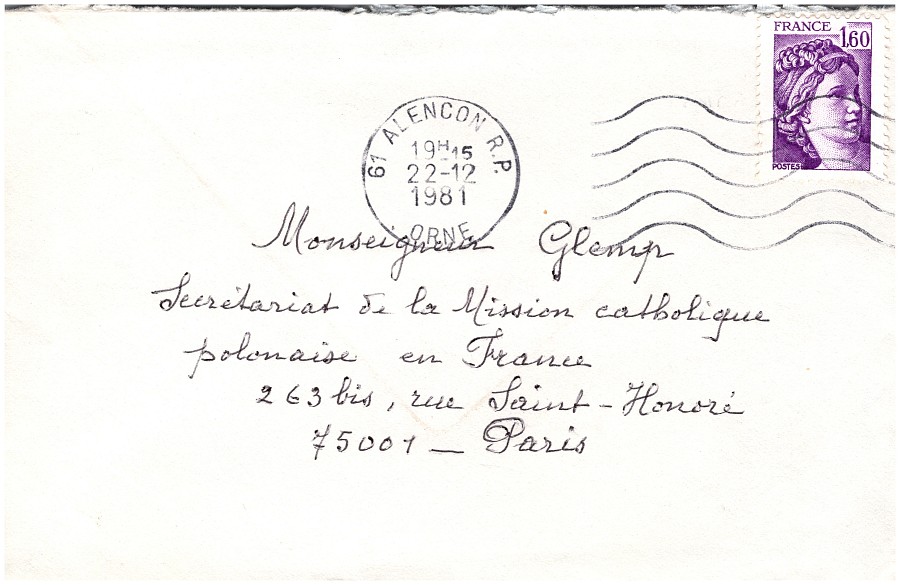 FRANCE 1,60
POSTES
61 ALENCON R.P.
19H15
22-12
1981
ORNE
Monseigneur Glemp
Secrétariat de la Mission catholique
polonaise en France
263 bis, rue Saint-Honoré
75001 — Paris